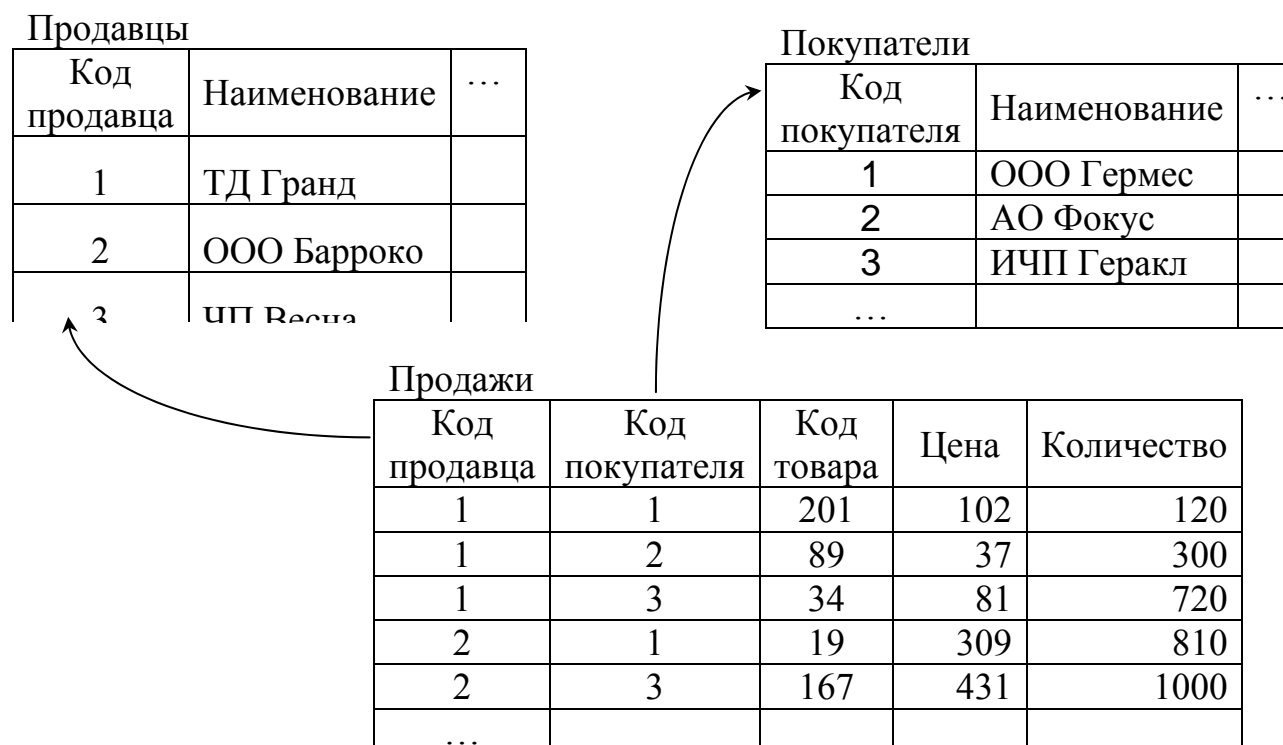 Продавцы
Код продавца Наименование …
1 ТД Гранд
2 ООО Барроко
3 ЧП Весна
Покупатели
Код покупателя Наименование …
1 ООО Гермес
2 АО Фокус
3 ИЧП Геракл
…
Продажи
Код продавца Код покупателя Код товара Цена Количество
1 1 201 102 120
1 2 89 37 300
1 3 34 81 720
2 1 19 309 810
2 3 167 431 1000
…